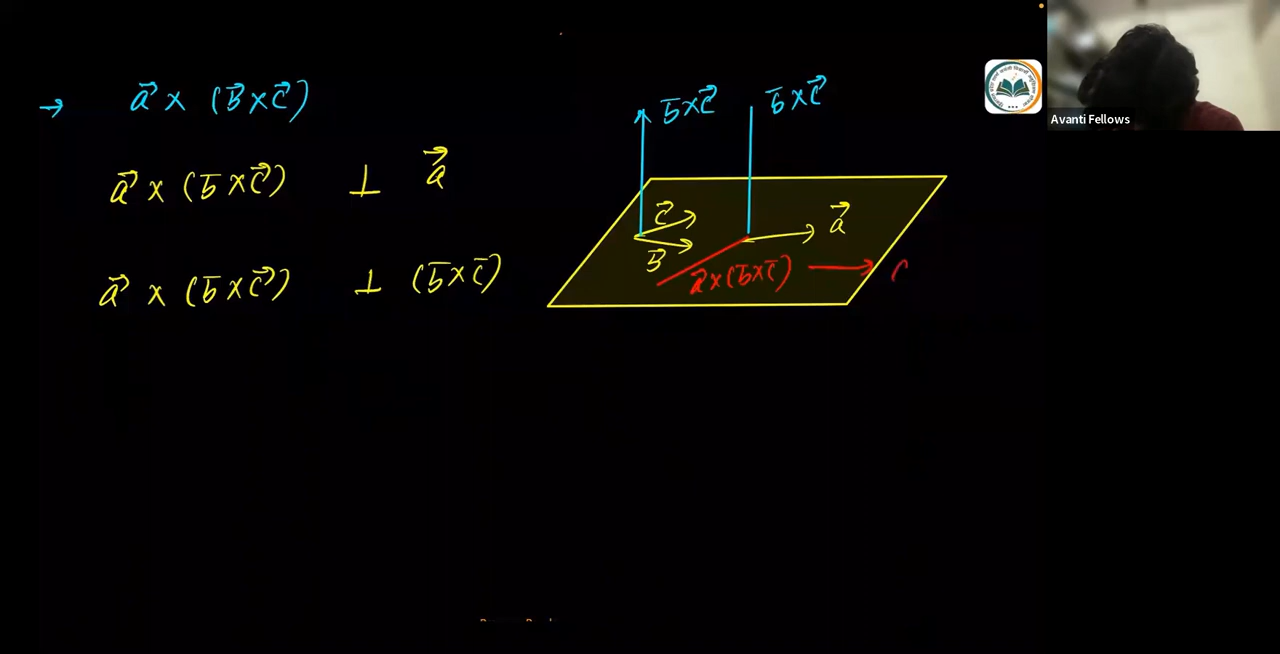 → a⃗ × (b⃗ × c⃗)
a⃗ × (b̄ × c⃗) ⊥ a⃗
a⃗ × (b̄ × c⃗) ⊥ (b̄ × c̄)
b̄ × c⃗
b̄ × c⃗
c⃗
b̄
a⃗
a⃗ × (b̄ × c̄) → C
Avanti Fellows